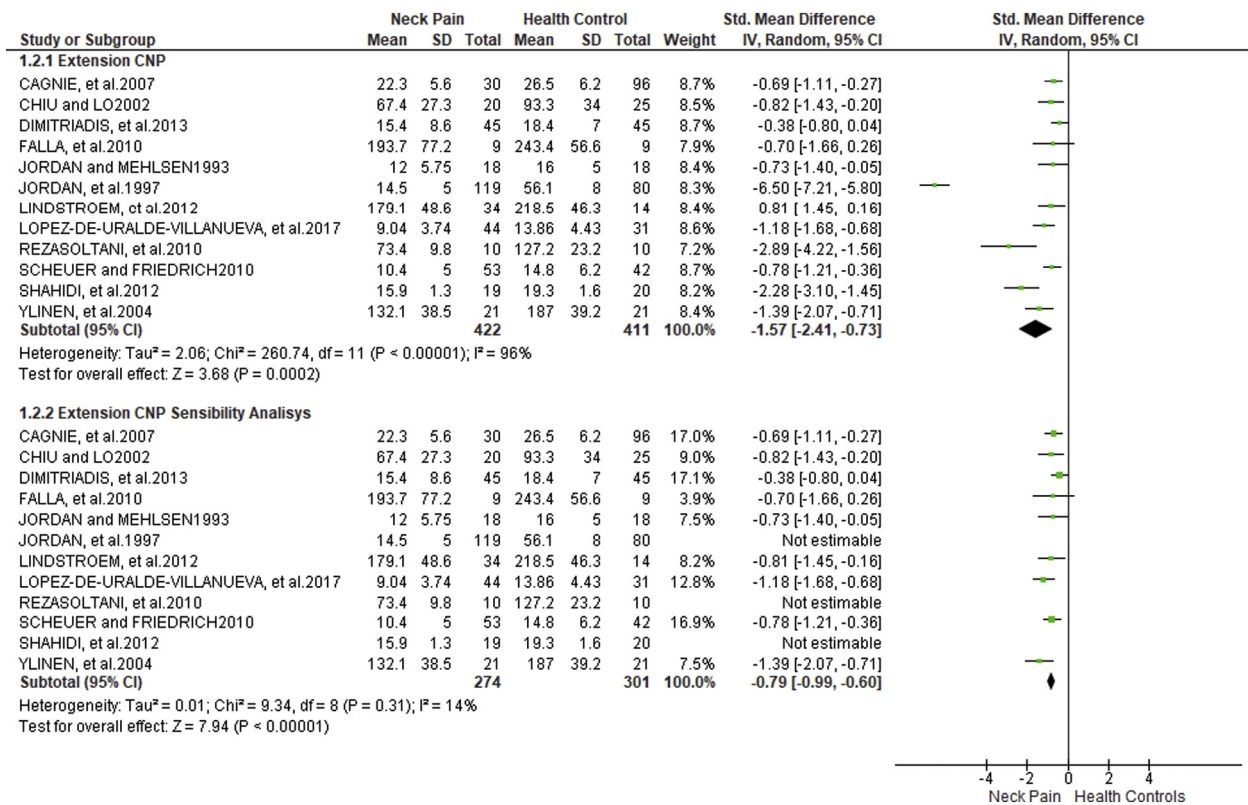 Neck Pain Health Control Std. Mean Difference Std. Mean Difference
Study or Subgroup Mean SD Total Mean SD Total Weight IV, Random, 95% CI IV, Random, 95% CI
1.2.1 Extension CNP
CAGNIE, et al.2007 22.3 5.6 30 26.5 6.2 96 8.7% -0.69 [-1.11, -0.27]
CHIU and LO2002 67.4 27.3 20 93.3 34 25 8.5% -0.82 [-1.43, -0.20]
DIMITRIADIS, et al.2013 15.4 8.6 45 18.4 7 45 8.7% -0.38 [-0.80, 0.04]
FALLA, et al.2010 193.7 77.2 9 243.4 56.6 9 7.9% -0.70 [-1.66, 0.26]
JORDAN and MEHLSEN1993 12 5.75 18 16 5 18 8.4% -0.73 [-1.40, -0.05]
JORDAN, et al.1997 14.5 5 119 56.1 8 80 8.3% -6.50 [-7.21, -5.80]
LINDSTROEM, ct al.2012 179.1 48.6 34 218.5 46.3 14 8.4% 0.81 [ 1.45, 0.16]
LOPEZ-DE-URALDE-VILLANUEVA, et al.2017 9.04 3.74 44 13.86 4.43 31 8.6% -1.18 [-1.68, -0.68]
REZASOLTANI, et al.2010 73.4 9.8 10 127.2 23.2 10 7.2% -2.89 [-4.22, -1.56]
SCHEUER and FRIEDRICH2010 10.4 5 53 14.8 6.2 42 8.7% -0.78 [-1.21, -0.36]
SHAHIDI, et al.2012 15.9 1.3 19 19.3 1.6 20 8.2% -2.28 [-3.10, -1.45]
YLINEN, et al.2004 132.1 38.5 21 187 39.2 21 8.4% -1.39 [-2.07, -0.71]
Subtotal (95% CI) 422 411 100.0% -1.57 [-2.41, -0.73]
Heterogeneity: Tau² = 2.06; Chi² = 260.74, df = 11 (P < 0.00001); I² = 96%
Test for overall effect: Z = 3.68 (P = 0.0002)
1.2.2 Extension CNP Sensibility Analisys
CAGNIE, et al.2007 22.3 5.6 30 26.5 6.2 96 17.0% -0.69 [-1.11, -0.27]
CHIU and LO2002 67.4 27.3 20 93.3 34 25 9.0% -0.82 [-1.43, -0.20]
DIMITRIADIS, et al.2013 15.4 8.6 45 18.4 7 45 17.1% -0.38 [-0.80, 0.04]
FALLA, et al.2010 193.7 77.2 9 243.4 56.6 9 3.9% -0.70 [-1.66, 0.26]
JORDAN and MEHLSEN1993 12 5.75 18 16 5 18 7.5% -0.73 [-1.40, -0.05]
JORDAN, et al.1997 14.5 5 119 56.1 8 80 Not estimable
LINDSTROEM, et al.2012 179.1 48.6 34 218.5 46.3 14 8.2% -0.81 [-1.45, -0.16]
LOPEZ-DE-URALDE-VILLANUEVA, et al.2017 9.04 3.74 44 13.86 4.43 31 12.8% -1.18 [-1.68, -0.68]
REZASOLTANI, et al.2010 73.4 9.8 10 127.2 23.2 10 Not estimable
SCHEUER and FRIEDRICH2010 10.4 5 53 14.8 6.2 42 16.9% -0.78 [-1.21, -0.36]
SHAHIDI, et al.2012 15.9 1.3 19 19.3 1.6 20 Not estimable
YLINEN, et al.2004 132.1 38.5 21 187 39.2 21 7.5% -1.39 [-2.07, -0.71]
Subtotal (95% CI) 274 301 100.0% -0.79 [-0.99, -0.60]
Heterogeneity: Tau² = 0.01; Chi² = 9.34, df = 8 (P = 0.31); I² = 14%
Test for overall effect: Z = 7.94 (P < 0.00001)
-4 -2 0 2 4
Neck Pain Health Controls